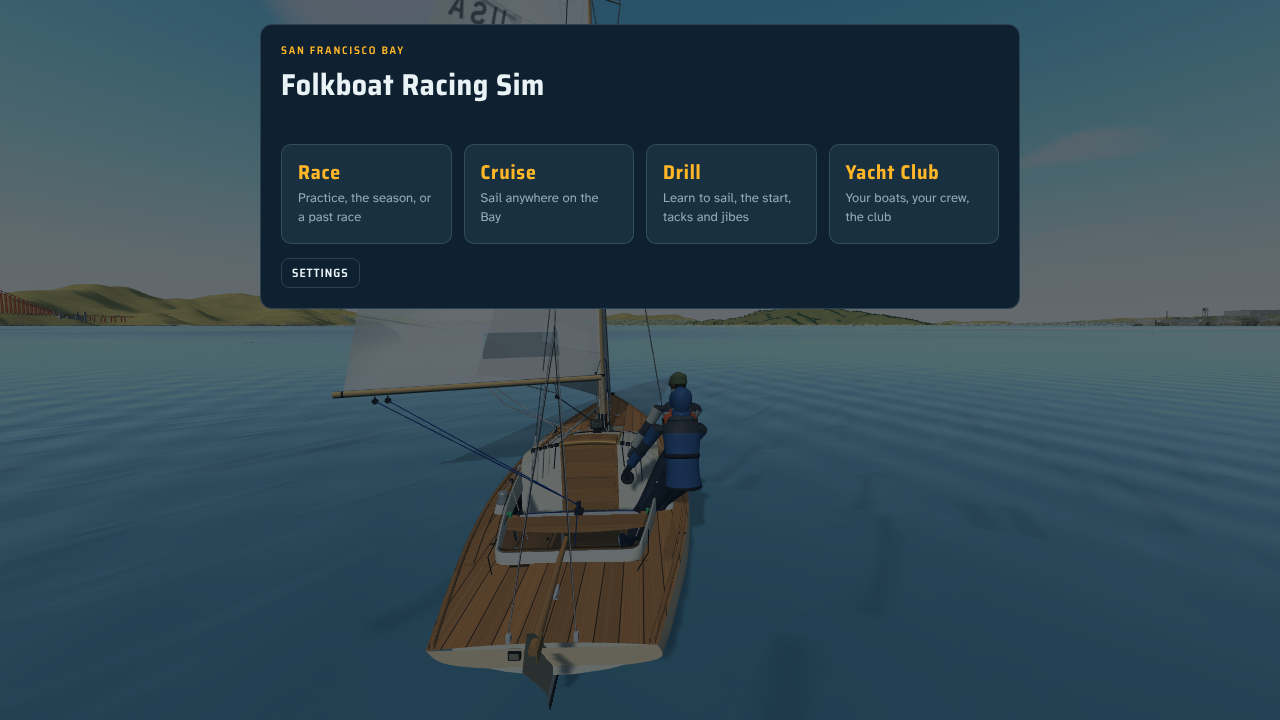 USA
SAN FRANCISCO BAY
Folkboat Racing Sim
Race
Practice, the season, or
a past race
Cruise
Sail anywhere on the
Bay
Drill
Learn to sail, the start,
tacks and jibes
Yacht Club
Your boats, your crew,
the club
SETTINGS